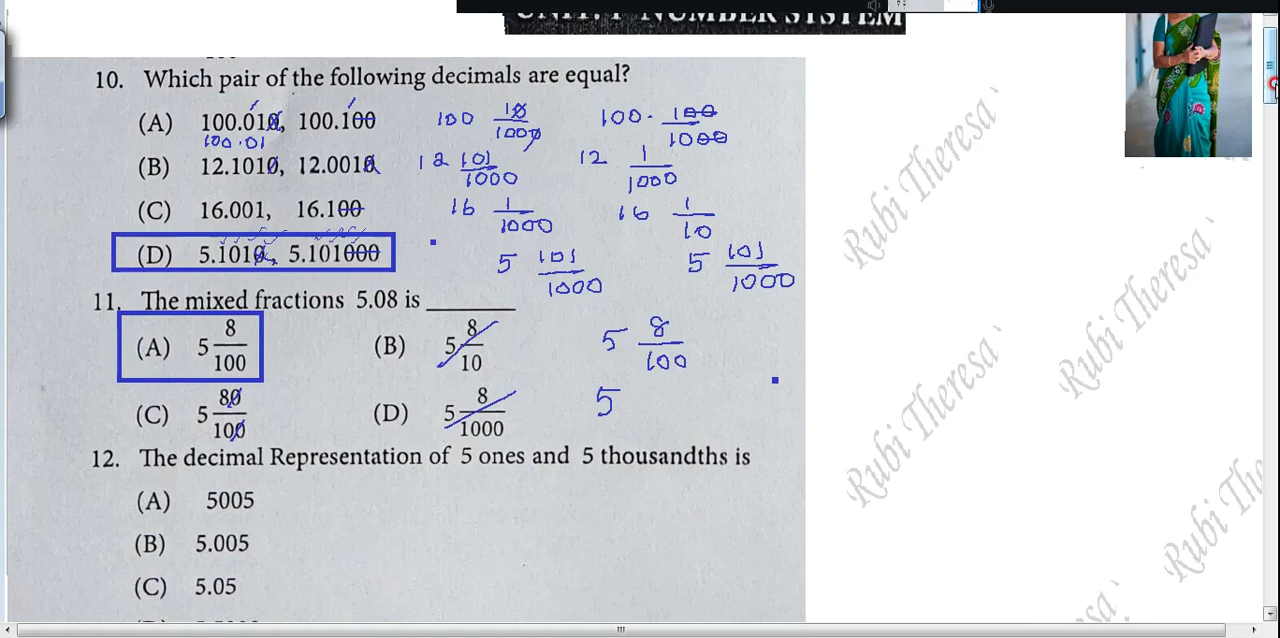 UNIT: 1 NUMBER SYSTEM
10. Which pair of the following decimals are equal?
(A) 100.010, 100.100 100 10/1000 100. 100/1000
100.01
(B) 12.1010, 12.0010 12 101/1000 12 1/1000
(C) 16.001, 16.100 16 1/1000 16 1/10
(D) 5.1010, 5.101000 5 101/1000 5 101/1000
11. The mixed fractions 5.08 is ________
(A) 5 8/100 (B) 5 8/10 5 8/100
(C) 5 80/100 (D) 5 8/1000 5
12. The decimal Representation of 5 ones and 5 thousandths is
(A) 5005
(B) 5.005
(C) 5.05
Rubi Theresa
Rubi Theresa
Rubi Theresa
Rubi The